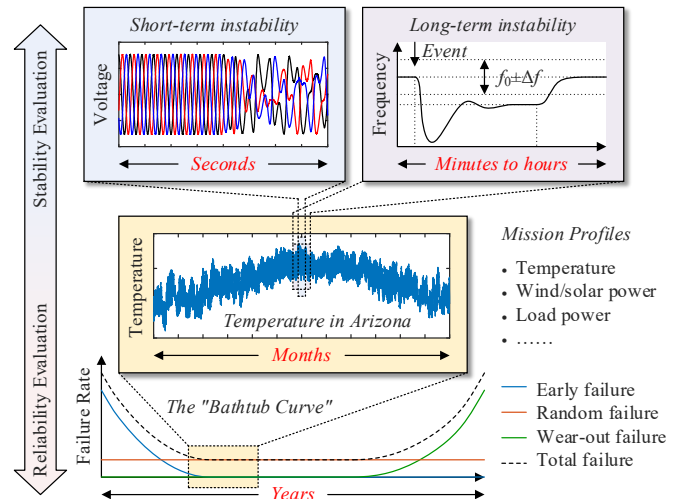 Short-term instability
Long-term instability
Stability Evaluation
Voltage
Seconds
Event
f₀±Δf
Frequency
Minutes to hours
Temperature
Temperature in Arizona
Months
Mission Profiles
• Temperature
• Wind/solar power
• Load power
• ……
Reliability Evaluation
Failure Rate
The "Bathtub Curve"
Years
Early failure
Random failure
Wear-out failure
Total failure